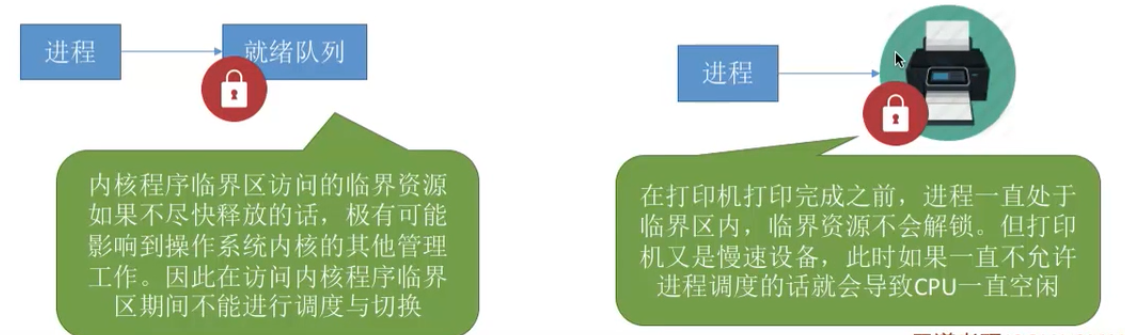 进程
就绪队列
进程
内核程序临界区访问的临界资源
如果不尽快释放的话，极有可能
影响到操作系统内核的其他管理
工作。因此在访问内核程序临界
区期间不能进行调度与切换
在打印机打印完成之前，进程一直处于
临界区内，临界资源不会解锁。但打印
机又是慢速设备，此时如果一直不允许
进程调度的话就会导致CPU一直空闲